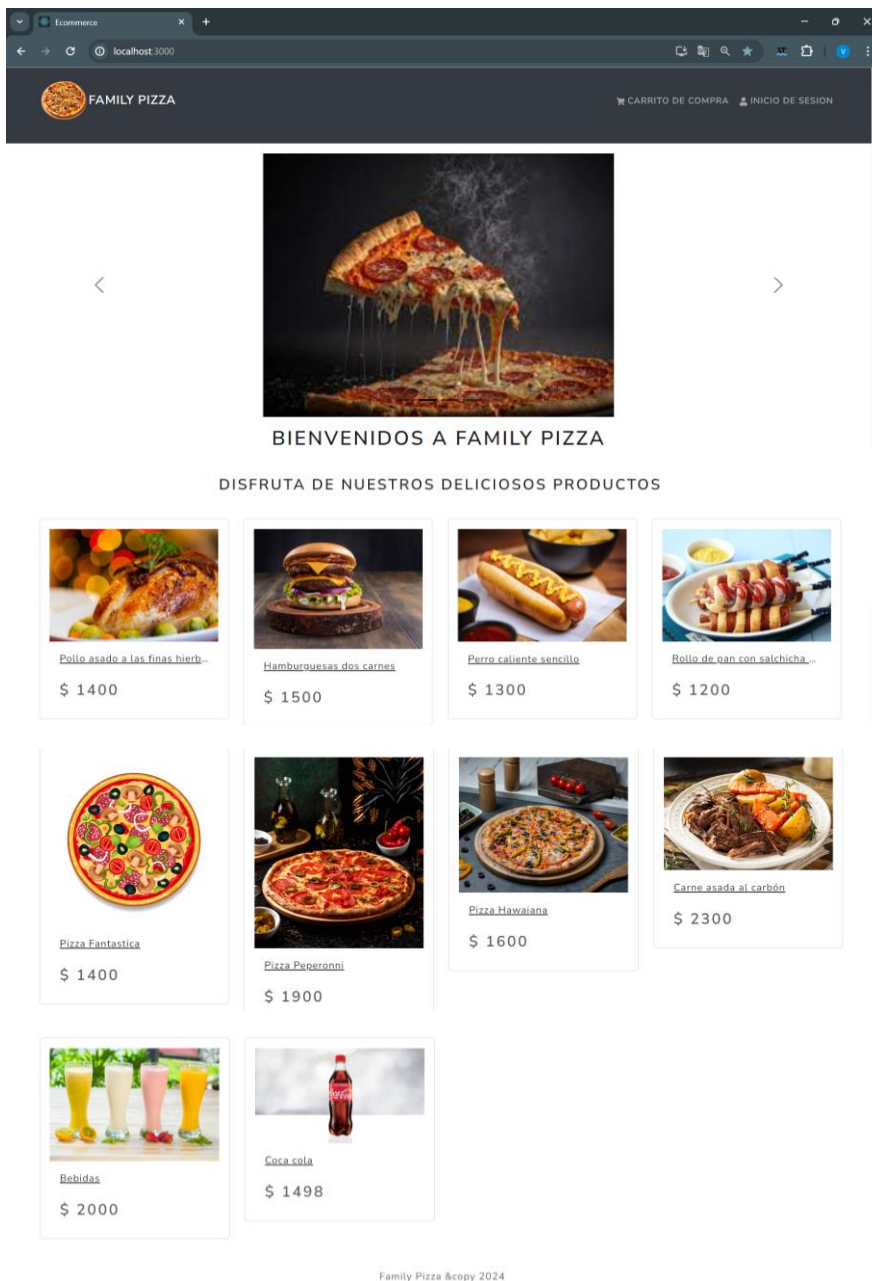 Ecommerce
localhost:3000
FAMILY PIZZA
CARRITO DE COMPRA INICIO DE SESION
BIENVENIDOS A FAMILY PIZZA
DISFRUTA DE NUESTROS DELICIOSOS PRODUCTOS
Pollo asado a las finas hierb...
$ 1400
Hamburguesas dos carnes
$ 1500
Perro caliente sencillo
$ 1300
Rollo de pan con salchicha ...
$ 1200
Pizza Fantastica
$ 1400
Pizza Peperonni
$ 1900
Pizza Hawaiana
$ 1600
Carne asada al carbón
$ 2300
Bebidas
$ 2000
Coca-Cola
Coca cola
$ 1498
Family Pizza &copy 2024